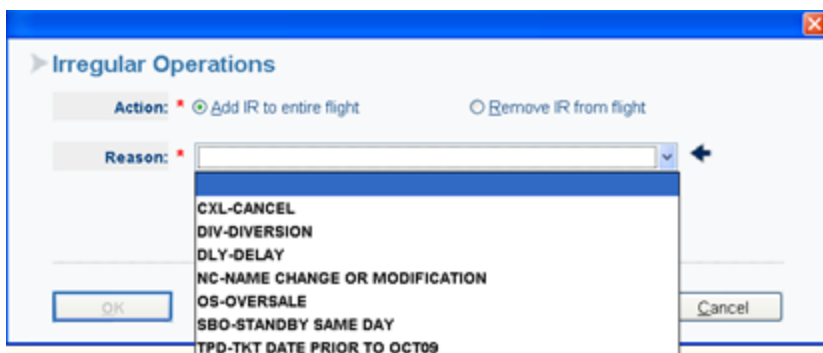 Irregular Operations
Action: * Add IR to entire flight Remove IR from flight
Reason: *
CXL-CANCEL
DIV-DIVERSION
DLY-DELAY
NC-NAME CHANGE OR MODIFICATION
OS-OVERSALE
SBO-STANDBY SAME DAY
TPD-TKT DATE PRIOR TO OCT09
OK Cancel